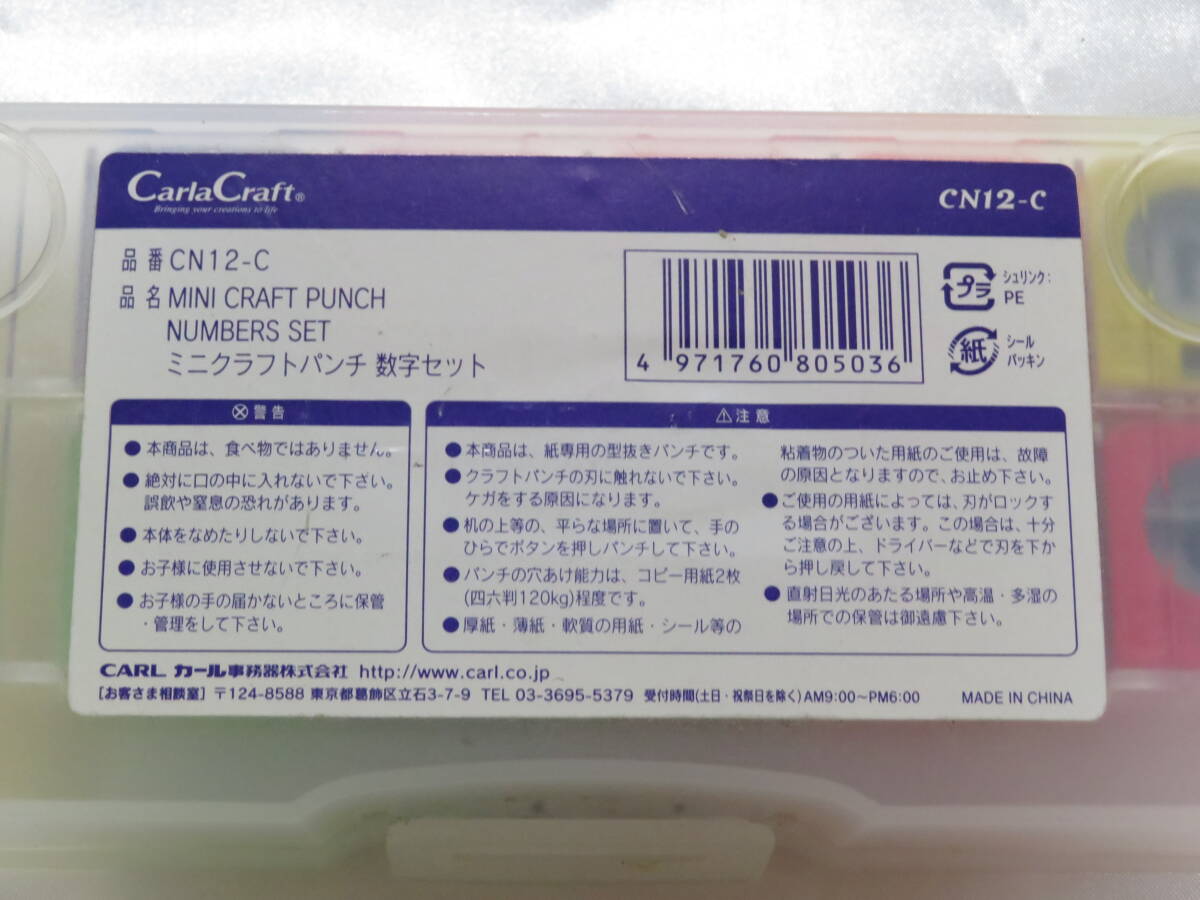 CarlaCraft®
Bringing your creations to life
CN12-C
品番 CN12-C
品名 MINI CRAFT PUNCH
NUMBERS SET
ミニクラフトパンチ 数字セット
4 971760 805036
プラ
シュリンク:
PE
紙
シール
パッキン
警告
● 本商品は、食べ物ではありません。
● 絶対に口の中に入れないで下さい。
誤飲や窒息の恐れがあります。
● 本体をなめたりしないで下さい。
● お子様に使用させないで下さい。
● お子様の手の届かないところに保管
・管理をして下さい。
⚠注意
● 本商品は、紙専用の型抜きパンチです。
● クラフトパンチの刃に触れないで下さい。
ケガをする原因になります。
● 机の上等の、平らな場所に置いて、手の
ひらでボタンを押しパンチして下さい。
● パンチの穴あけ能力は、コピー用紙2枚
(四六判120kg)程度です。
● 厚紙・薄紙・軟質の用紙・シール等の
粘着物のついた用紙のご使用は、故障
の原因となりますので、お止め下さい。
● ご使用の用紙によっては、刃がロックす
る場合がございます。この場合は、十分
ご注意の上、ドライバーなどで刃を下か
ら押し戻して下さい。
● 直射日光のあたる場所や高温・多湿の
場所での保管は御遠慮下さい。
CARL カール事務器株式会社 http://www.carl.co.jp
[お客さま相談室] 〒124-8588 東京都葛飾区立石3-7-9 TEL 03-3695-5379 受付時間(土日・祝祭日を除く)AM9:00~PM6:00 MADE IN CHINA